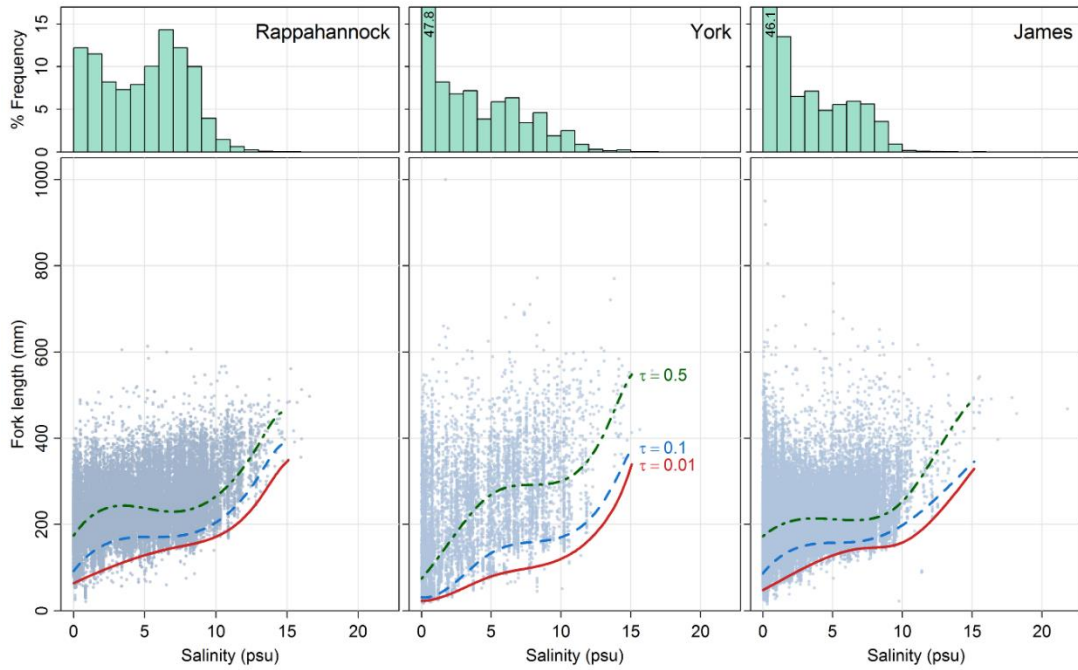 Rappahannock
York
James
47.8
46.1
% Frequency
15
10
5
0
Fork length (mm)
1000
800
600
400
200
0
τ = 0.5
τ = 0.1
τ = 0.01
0 5 10 15 20
0 5 10 15 20
0 5 10 15 20
Salinity (psu)
Salinity (psu)
Salinity (psu)